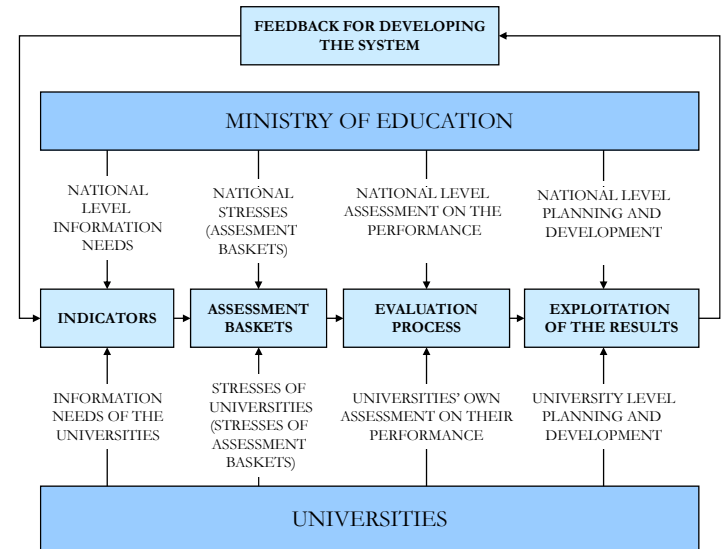 FEEDBACK FOR DEVELOPING
THE SYSTEM
MINISTRY OF EDUCATION
NATIONAL
LEVEL
INFORMATION
NEEDS
NATIONAL
STRESSES
(ASSESMENT
BASKETS)
NATIONAL LEVEL
ASSESSMENT ON THE
PERFORMANCE
NATIONAL LEVEL
PLANNING AND
DEVELOPMENT
INDICATORS
ASSESSMENT
BASKETS
EVALUATION
PROCESS
EXPLOITATION
OF THE RESULTS
INFORMATION
NEEDS OF THE
UNIVERSITIES
STRESSES OF
UNIVERSITIES
(STRESSES OF
ASSESSMENT
BASKETS)
UNIVERSITIES’ OWN
ASSESSMENT ON THEIR
PERFORMANCE
UNIVERSITY LEVEL
PLANNING AND
DEVELOPMENT
UNIVERSITIES